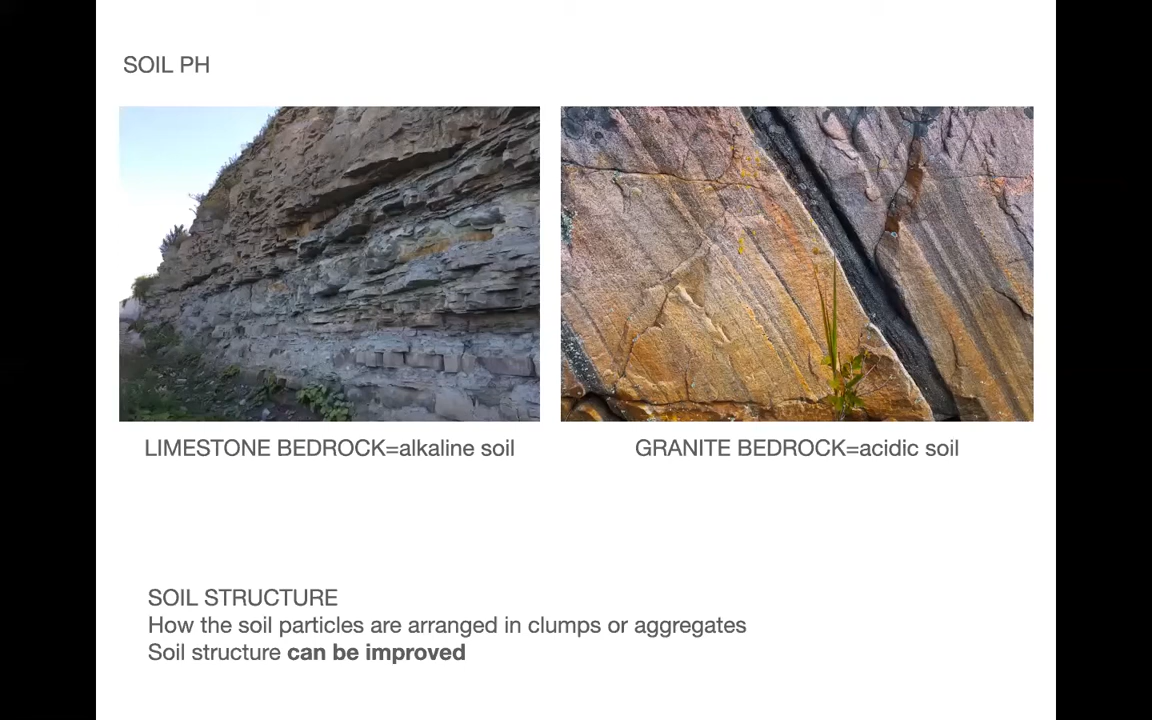 SOIL PH
LIMESTONE BEDROCK=alkaline soil
GRANITE BEDROCK=acidic soil
SOIL STRUCTURE
How the soil particles are arranged in clumps or aggregates
Soil structure can be improved